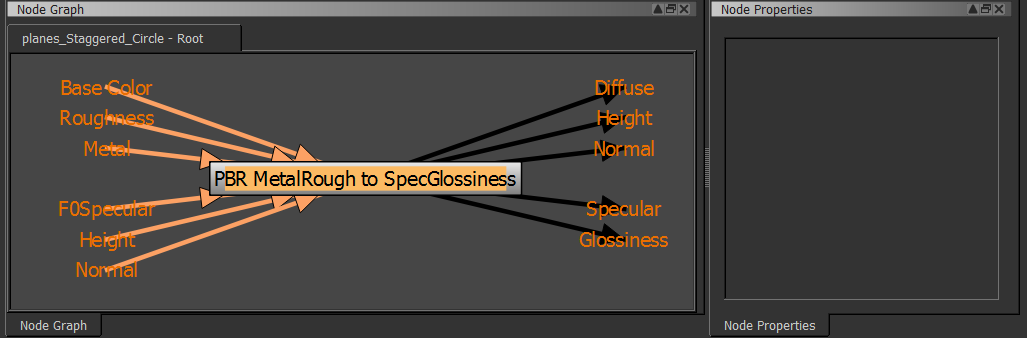 Node Graph
planes_Staggered_Circle - Root
Base Color
Roughness
Metal
F0Specular
Height
Normal
PBR MetalRough to SpecGlossiness
Diffuse
Height
Normal
Specular
Glossiness
Node Graph
Node Properties
Node Properties